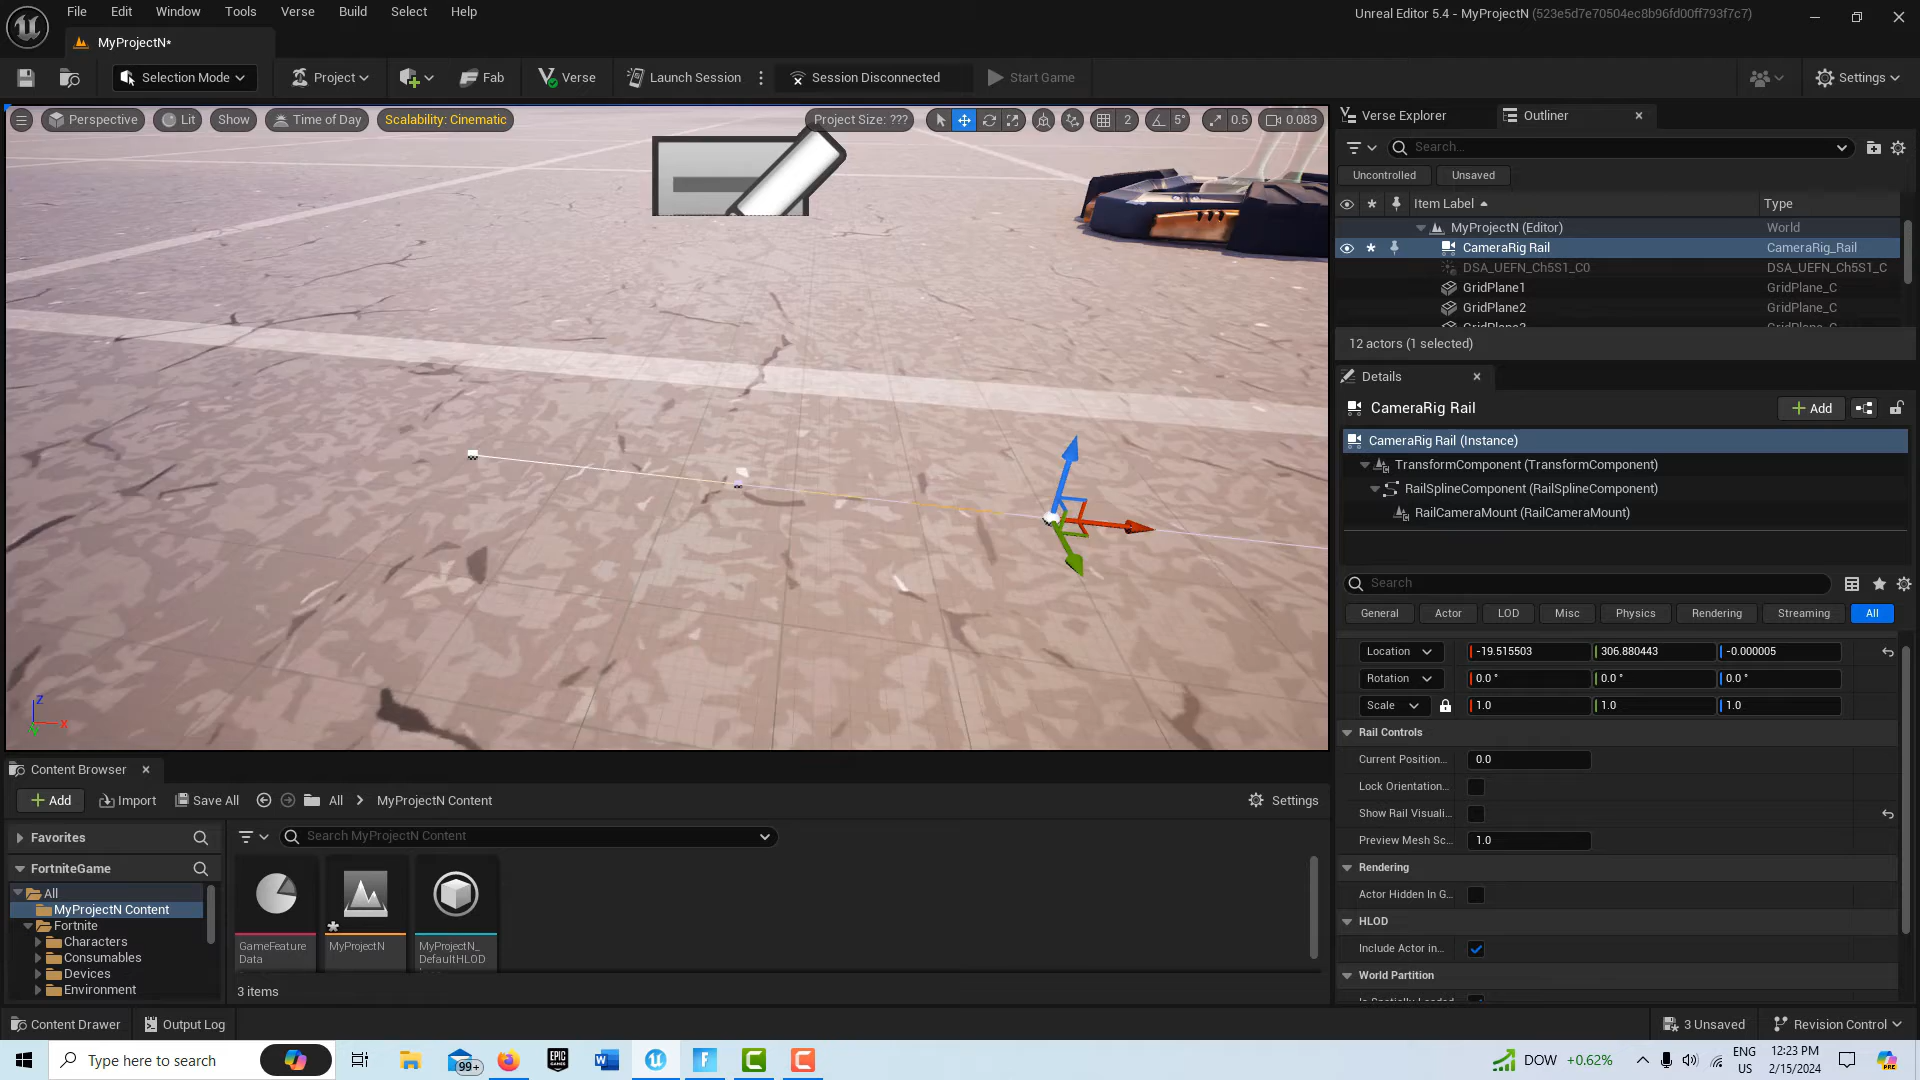 File Edit Window Tools Verse Build Select Help
Unreal Editor 5.4 - MyProjectN (523e5d7e70504ec8b96fd00ff793f7c7)
MyProjectN*
Selection Mode Project Fab Verse Launch Session Session Disconnected Start Game Settings
Perspective Lit Show Time of Day Scalability: Cinematic Project Size: ??? 2 5° 0.5 0.083
Verse Explorer Outliner
Search...
Uncontrolled Unsaved
Item Label Type
MyProjectN (Editor) World
CameraRig Rail CameraRig_Rail
DSA_UEFN_Ch5S1_C0 DSA_UEFN_Ch5S1_C
GridPlane1 GridPlane_C
GridPlane2 GridPlane_C
12 actors (1 selected)
Details
CameraRig Rail Add
CameraRig Rail (Instance)
TransformComponent (TransformComponent)
RailSplineComponent (RailSplineComponent)
RailCameraMount (RailCameraMount)
Search
General Actor LOD Misc Physics Rendering Streaming All
Location -19.515503 306.880443 -0.000005
Rotation 0.0 ° 0.0 ° 0.0 °
Scale 1.0 1.0 1.0
Rail Controls
Current Position... 0.0
Lock Orientation...
Show Rail Visuali...
Preview Mesh Sc... 1.0
Rendering
Actor Hidden In G...
HLOD
Include Actor in...
World Partition
Z
X
Y
Content Browser
Add Import Save All All MyProjectN Content Settings
Favorites
Search MyProjectN Content
FortniteGame
All
MyProjectN Content
Fortnite
Characters
Consumables
Devices
Environment
GameFeature
Data
MyProjectN
MyProjectN_
DefaultHLOD
3 items
Content Drawer Output Log 3 Unsaved Revision Control
Type here to search
99+
EPIC
GAMES
DOW +0.62%
ENG
US
12:23 PM
2/15/2024
PRE